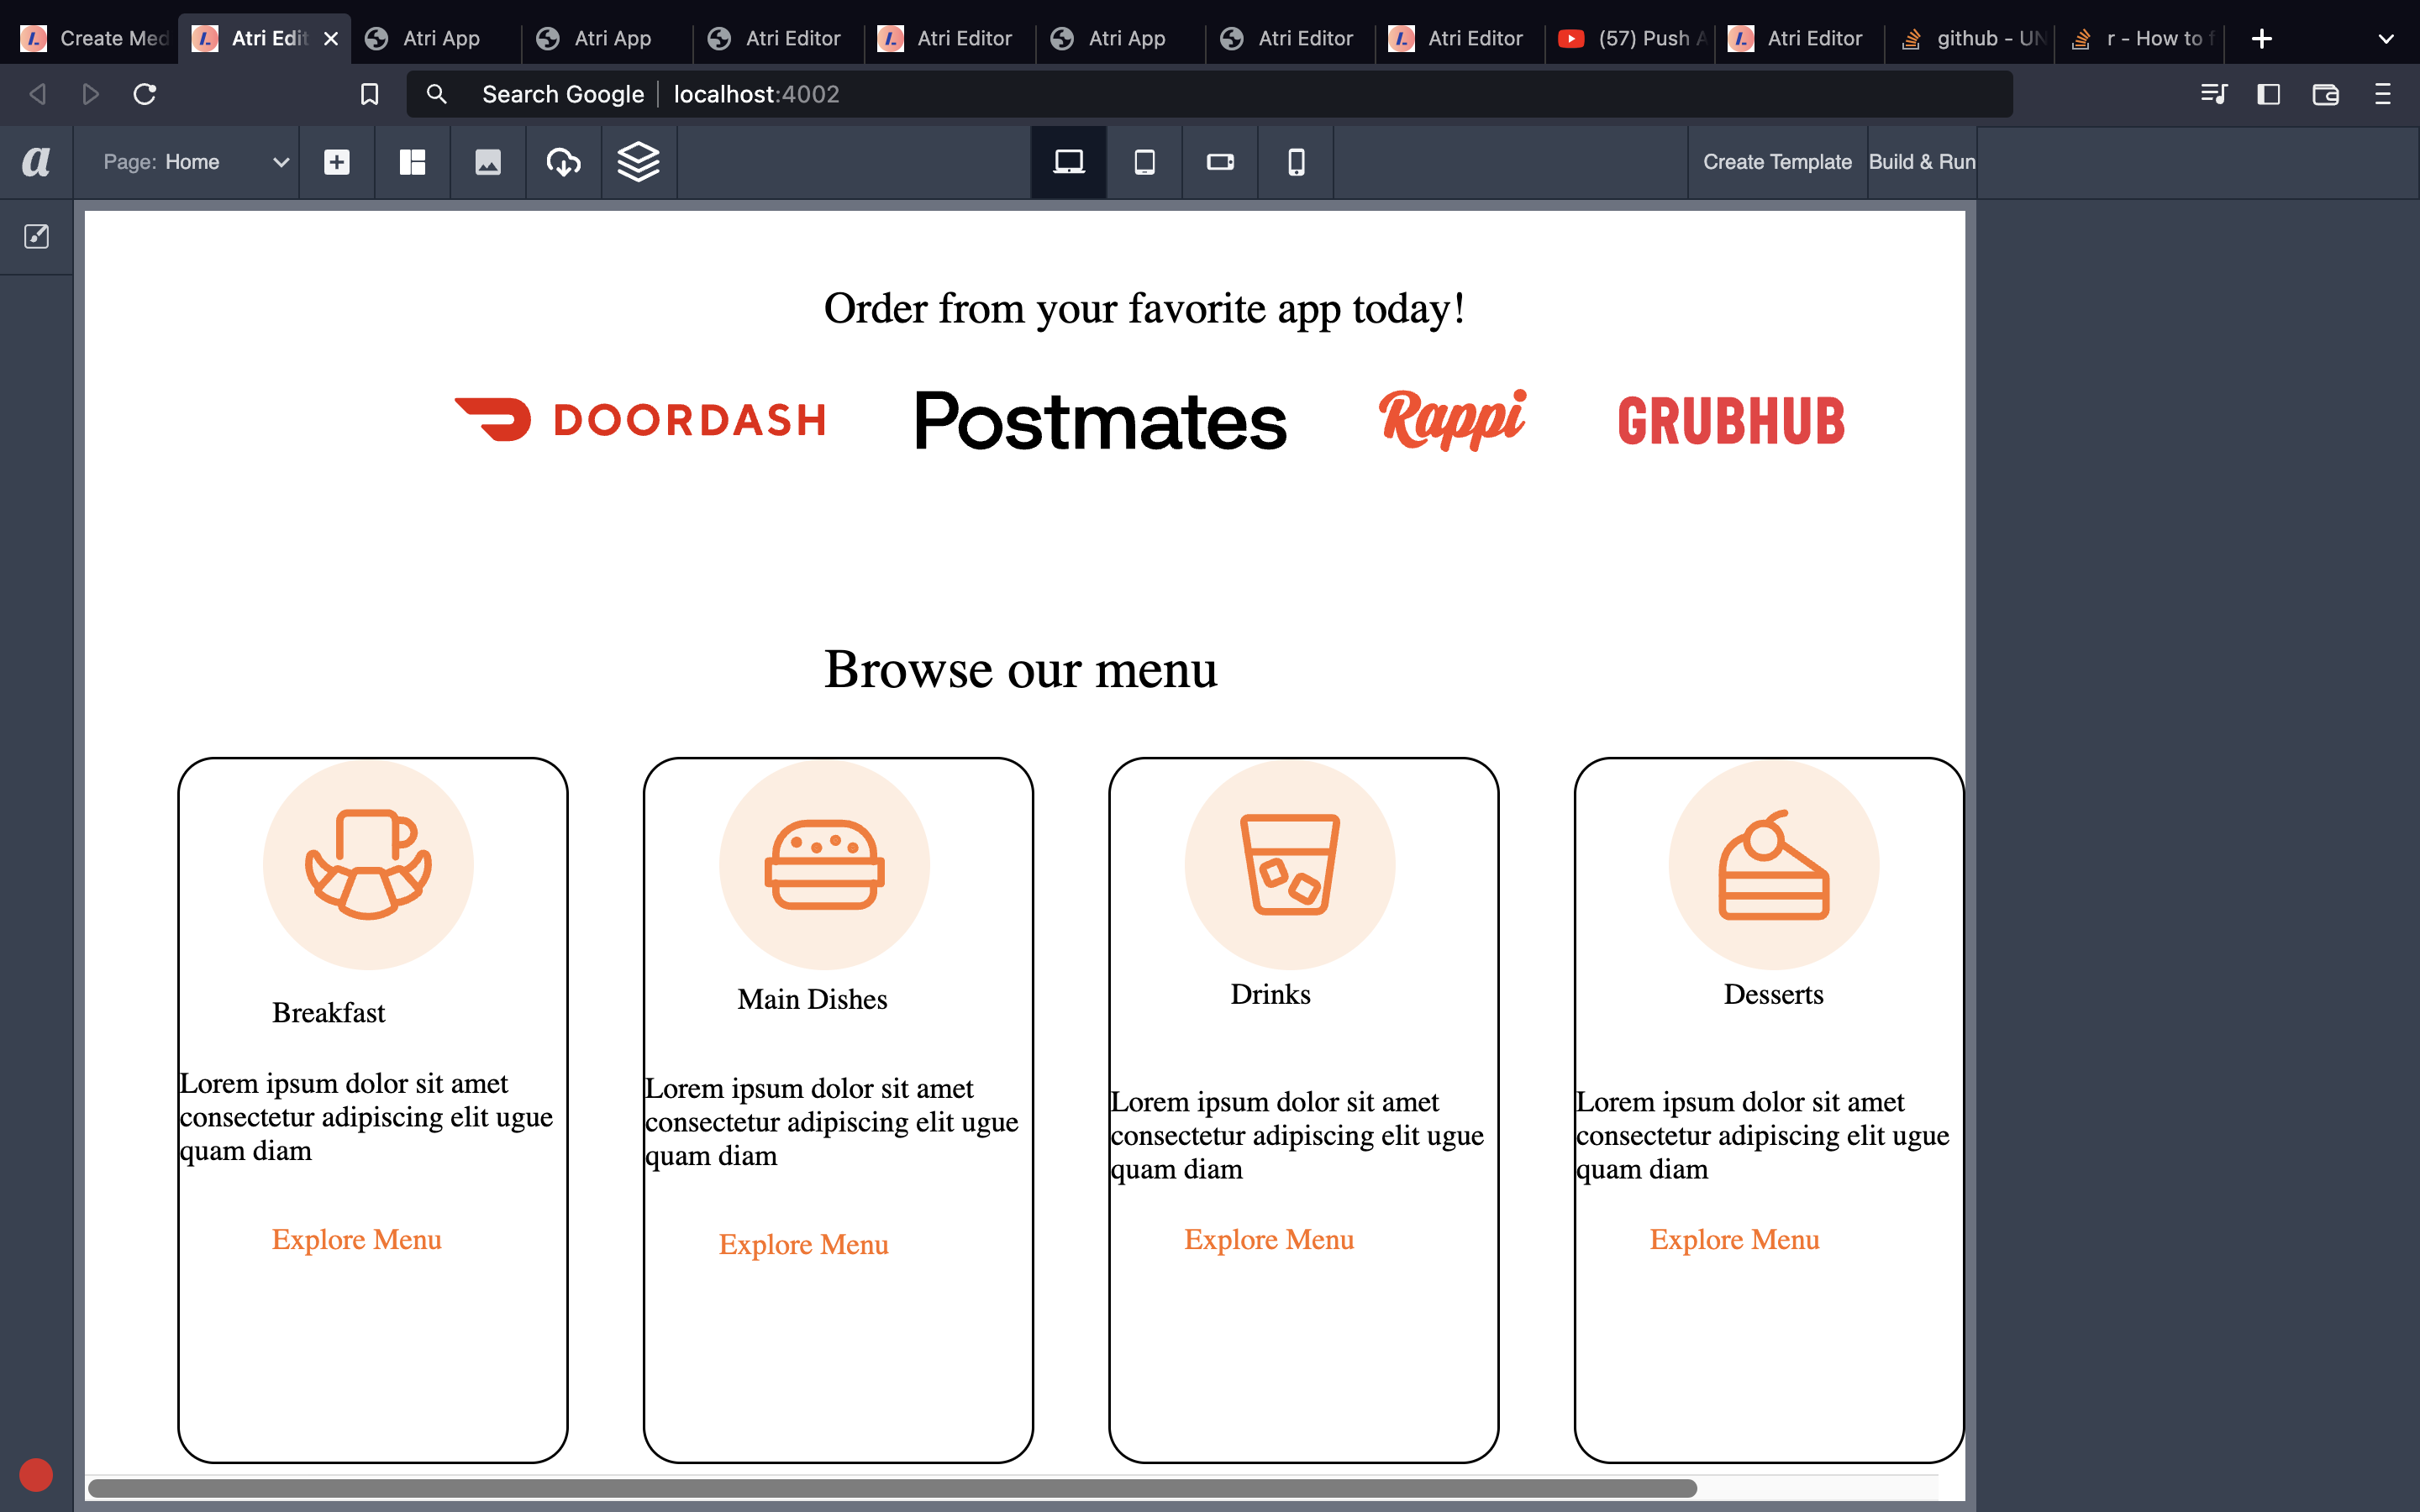 Create Med
Atri Edit
Atri App
Atri App
Atri Editor
Atri Editor
Atri App
Atri Editor
Atri Editor
(57) Push A
Atri Editor
github - UN
r - How to f
Search Google
localhost:4002
a
Page: Home
Create Template
Build & Run
Order from your favorite app today!
DOORDASH
Postmates
Rappi
GRUBHUB
Browse our menu
Breakfast
Lorem ipsum dolor sit amet
consectetur adipiscing elit ugue
quam diam
Explore Menu
Main Dishes
Lorem ipsum dolor sit amet
consectetur adipiscing elit ugue
quam diam
Explore Menu
Drinks
Lorem ipsum dolor sit amet
consectetur adipiscing elit ugue
quam diam
Explore Menu
Desserts
Lorem ipsum dolor sit amet
consectetur adipiscing elit ugue
quam diam
Explore Menu